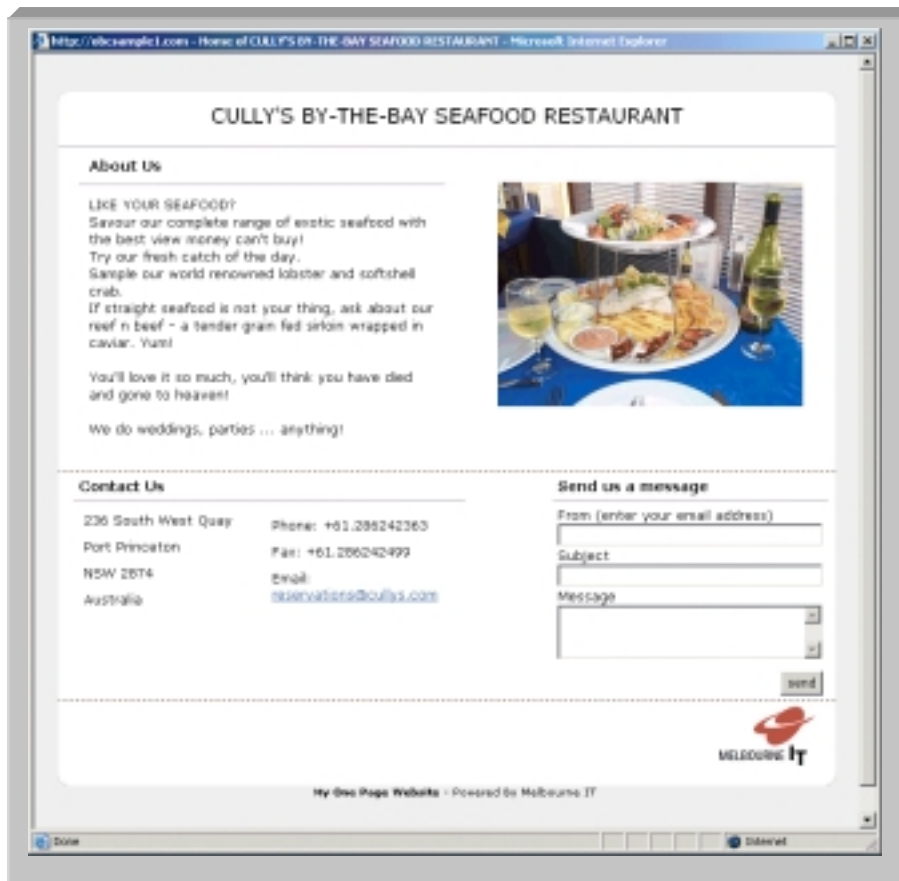 http://ebcsample1.com - Home of CULLY'S BY-THE-BAY SEAFOOD RESTAURANT - Microsoft Internet Explorer
CULLY'S BY-THE-BAY SEAFOOD RESTAURANT
About Us
LIKE YOUR SEAFOOD?
Savour our complete range of exotic seafood with
the best view money can't buy!
Try our fresh catch of the day.
Sample our world renowned lobster and softshell
crab.
If straight seafood is not your thing, ask about our
reef n beef - a tender grain fed sirloin wrapped in
caviar. Yum!
You'll love it so much, you'll think you have died
and gone to heaven!
We do weddings, parties ... anything!
Contact Us
236 South West Quay
Port Princeton
NSW 2874
Australia
Phone: +61.286242363
Fax: +61.286242499
Email:
reservations@cullys.com
Send us a message
From (enter your email address)
Subject
Message
send
MELBOURNE IT
My One Page Website - Powered by Melbourne IT
Done
Internet